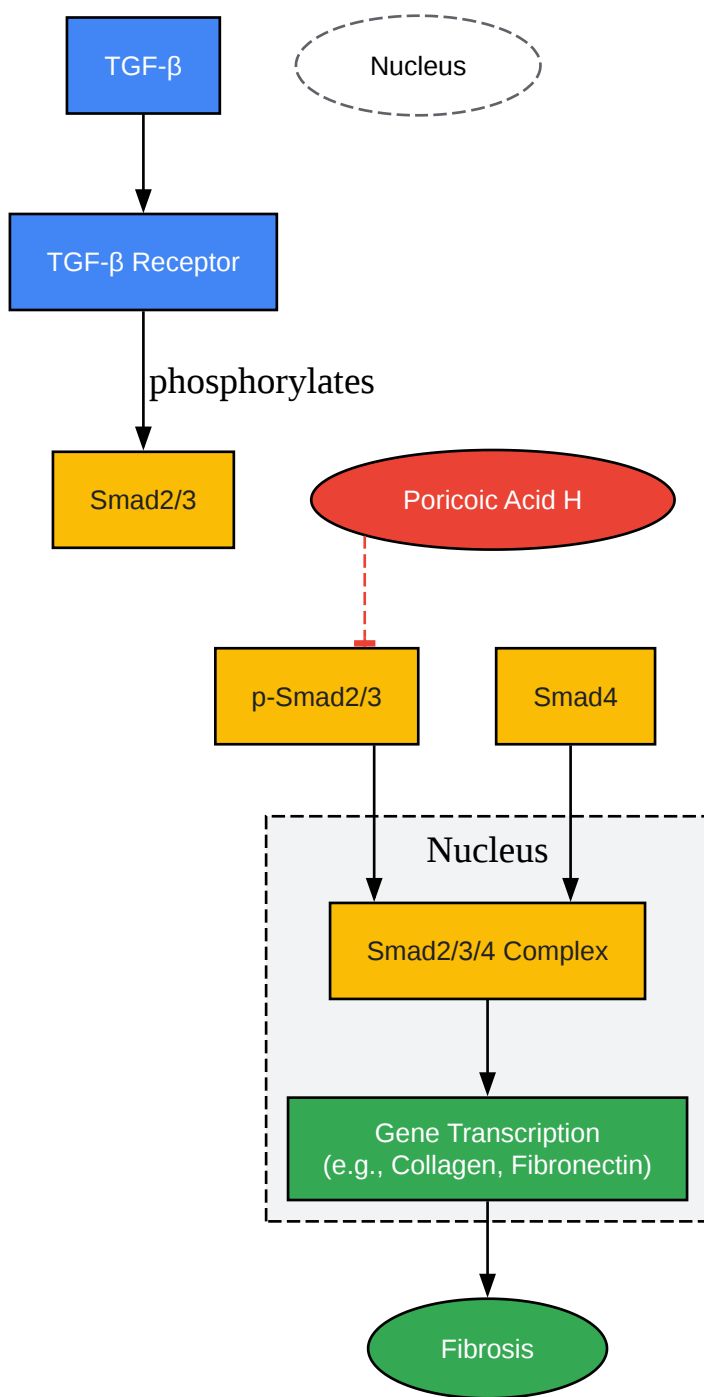 TGF-β
Nucleus
TGF-β Receptor
phosphorylates
Smad2/3
Poricoic Acid H
p-Smad2/3
Smad4
Nucleus
Smad2/3/4 Complex
Gene Transcription
(e.g., Collagen, Fibronectin)
Fibrosis